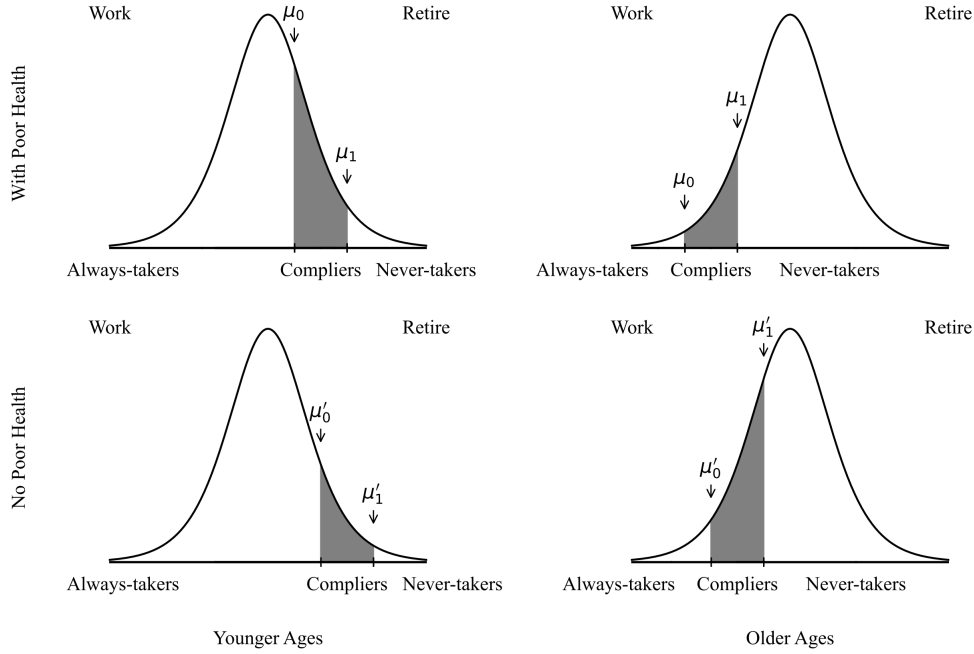 Work Retire Work Retire
μ0
μ1
μ1
μ0
With Poor Health
Always-takers Compliers Never-takers Always-takers Compliers Never-takers
Work Retire Work Retire
μ′1
μ′0
μ′0
μ′1
No Poor Health
Always-takers Compliers Never-takers Always-takers Compliers Never-takers
Younger Ages Older Ages